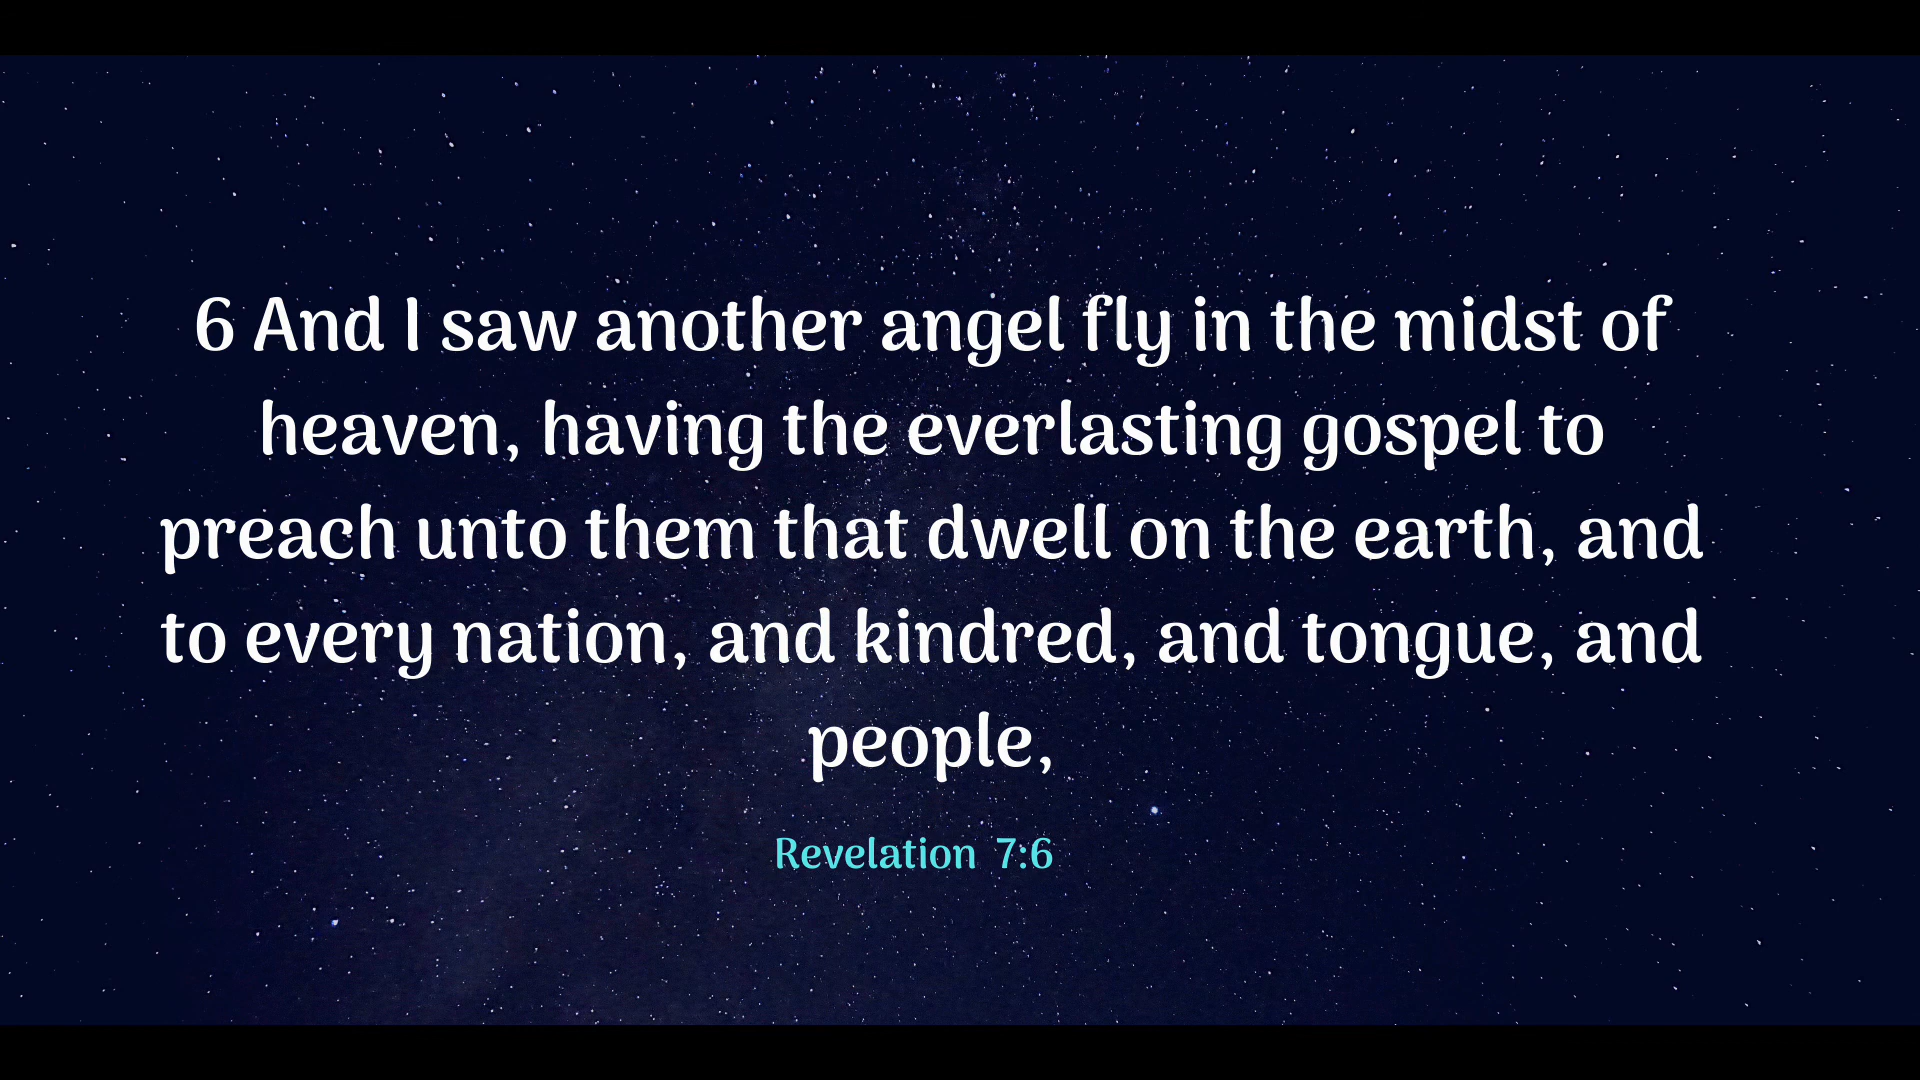 6 And I saw another angel fly in the midst of
heaven, having the everlasting gospel to
preach unto them that dwell on the earth, and
to every nation, and kindred, and tongue, and
people,
Revelation 7:6